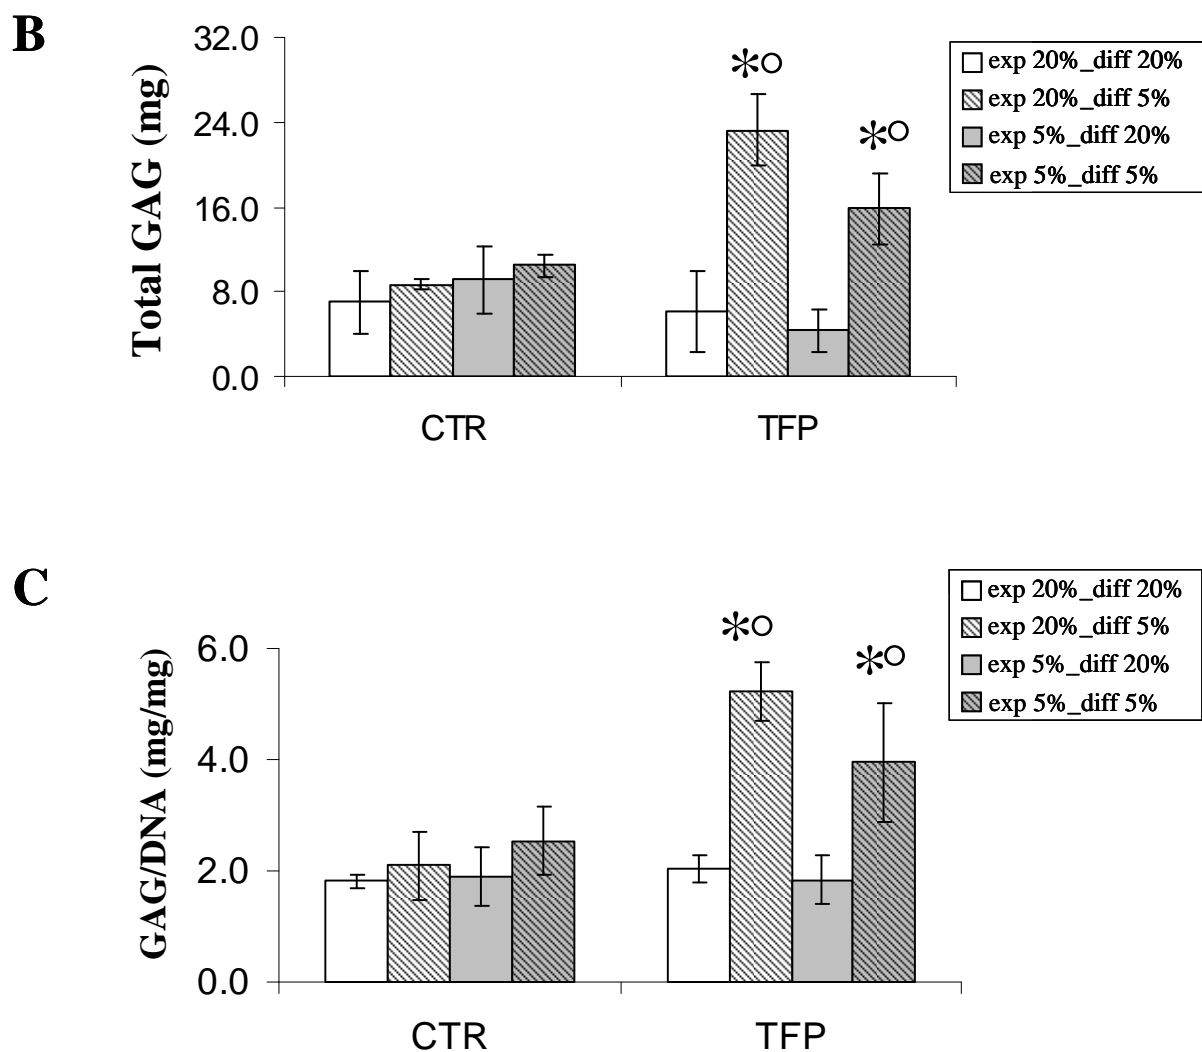 B
Total GAG (mg)
32.0
24.0
16.0
8.0
0.0
*○
*○
CTR
TFP
exp 20%_diff 20%
exp 20%_diff 5%
exp 5%_diff 20%
exp 5%_diff 5%
C
GAG/DNA (mg/mg)
6.0
4.0
2.0
0.0
*○
*○
CTR
TFP
exp 20%_diff 20%
exp 20%_diff 5%
exp 5%_diff 20%
exp 5%_diff 5%